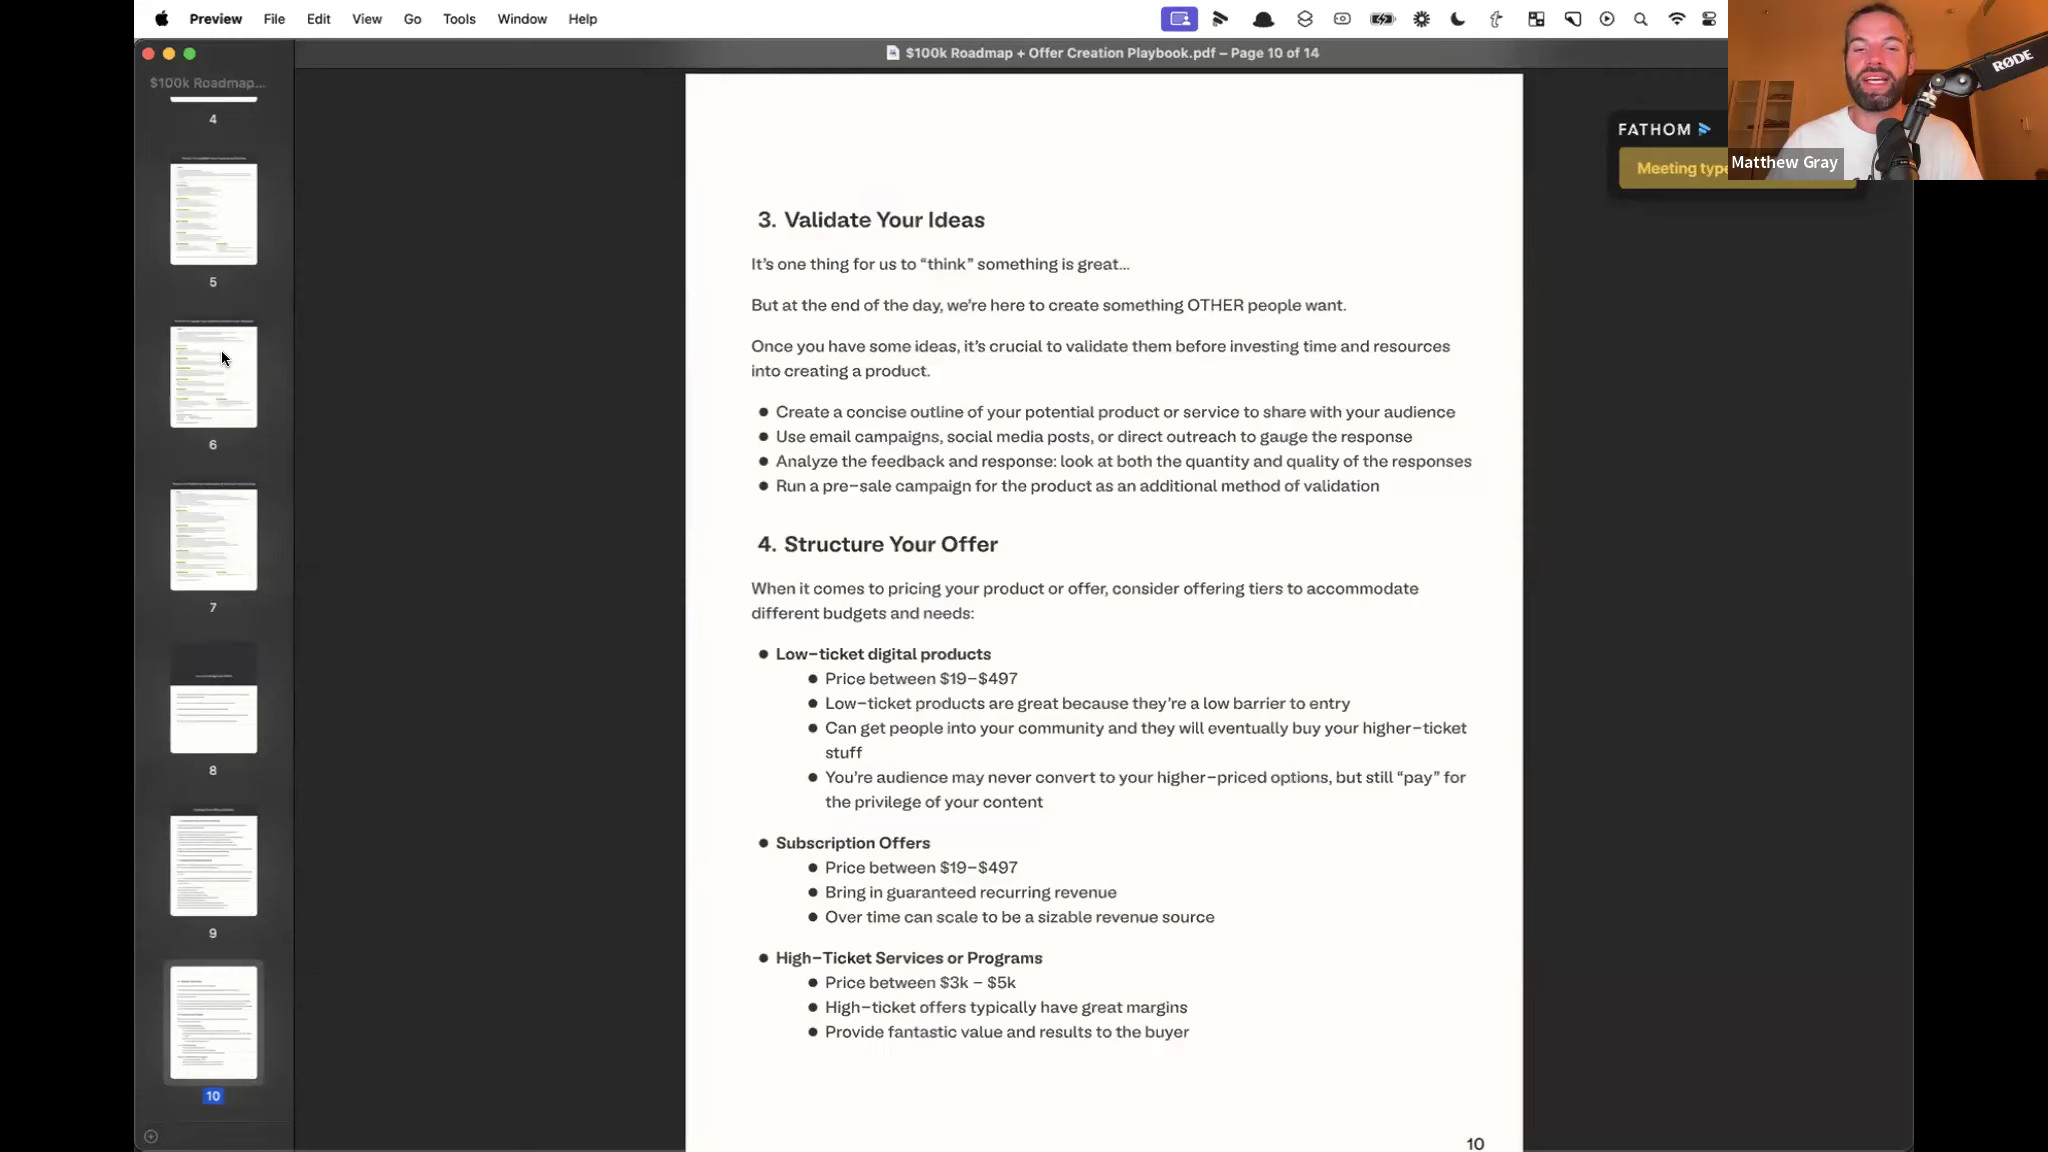 Preview File Edit View Go Tools Window Help
$100k Roadmap + Offer Creation Playbook.pdf – Page 10 of 14
$100k Roadmap...
4
5
6
7
8
9
10
FATHOM
Meeting type
RØDE
Matthew Gray
3. Validate Your Ideas
It's one thing for us to “think” something is great...
But at the end of the day, we're here to create something OTHER people want.
Once you have some ideas, it's crucial to validate them before investing time and resources
into creating a product.
● Create a concise outline of your potential product or service to share with your audience
● Use email campaigns, social media posts, or direct outreach to gauge the response
● Analyze the feedback and response: look at both the quantity and quality of the responses
● Run a pre-sale campaign for the product as an additional method of validation
4. Structure Your Offer
When it comes to pricing your product or offer, consider offering tiers to accommodate
different budgets and needs:
● Low-ticket digital products
● Price between $19-$497
● Low-ticket products are great because they're a low barrier to entry
● Can get people into your community and they will eventually buy your higher-ticket
stuff
● You're audience may never convert to your higher-priced options, but still “pay” for
the privilege of your content
● Subscription Offers
● Price between $19-$497
● Bring in guaranteed recurring revenue
● Over time can scale to be a sizable revenue source
● High-Ticket Services or Programs
● Price between $3k - $5k
● High-ticket offers typically have great margins
● Provide fantastic value and results to the buyer
10